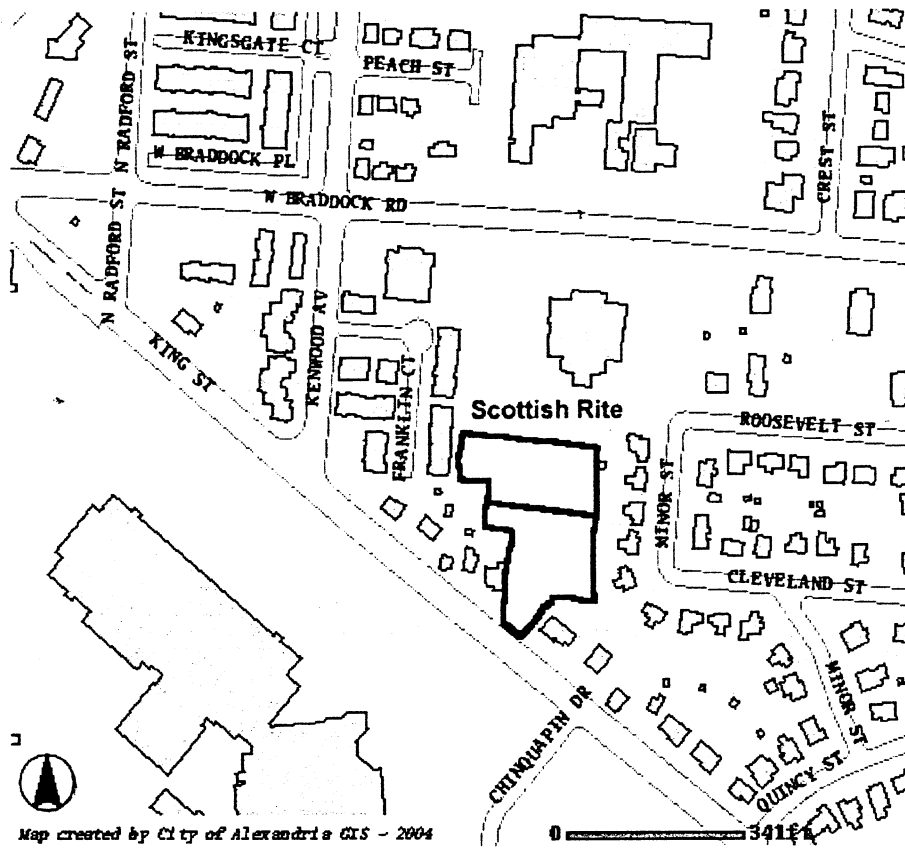 KINGSGATE CT
PEACH ST
N RADFORD ST
W BRADDOCK PL
CREST ST
W BRADDOCK RD
N RADFORD ST
KING ST
KENWOOD AV
FRANKLIN CT
Scottish Rite
ROOSEVELT ST
MINOR ST
CLEVELAND ST
MINOR ST
CHINQUAPIN DR
QUINCY ST
Map created by City of Alexandria GIS - 2004
0 341ft